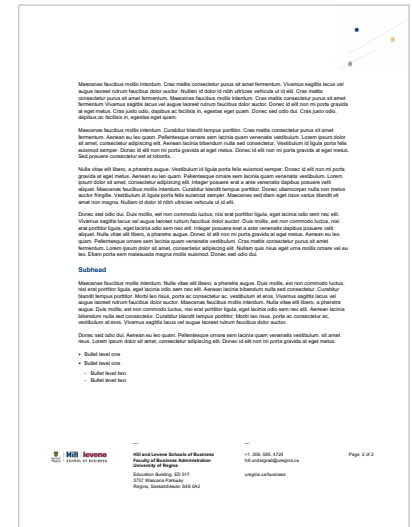 Maecenas faucibus mollis interdum. Cras mattis consectetur purus sit amet fermentum. Vivamus sagittis lacus vel
augue laoreet rutrum faucibus dolor auctor. Nullam id dolor id nibh ultricies vehicula ut id elit. Cras mattis
consectetur purus sit amet fermentum. Maecenas faucibus mollis interdum. Cras mattis consectetur purus sit amet
fermentum Vivamus sagittis lacus vel augue laoreet rutrum faucibus dolor auctor. Donec id elit non mi porta gravida
at eget metus. Cras justo odio, dapibus ac facilisis in, egestas eget quam. Donec sed odio dui. Cras justo odio,
dapibus ac facilisis in, egestas eget quam.
Maecenas faucibus mollis interdum. Curabitur blandit tempus porttitor. Cras mattis consectetur purus sit amet
fermentum. Aenean eu leo quam. Pellentesque ornare sem lacinia quam venenatis vestibulum. Lorem ipsum dolor
sit amet, consectetur adipiscing elit. Aenean lacinia bibendum nulla sed consectetur. Vestibulum id ligula porta felis
euismod semper. Donec id elit non mi porta gravida at eget metus. Donec id elit non mi porta gravida at eget metus.
Sed posuere consectetur est at lobortis.
Nulla vitae elit libero, a pharetra augue. Vestibulum id ligula porta felis euismod semper. Donec id elit non mi porta
gravida at eget metus. Aenean eu leo quam. Pellentesque ornare sem lacinia quam venenatis vestibulum. Lorem
ipsum dolor sit amet, consectetur adipiscing elit. Integer posuere erat a ante venenatis dapibus posuere velit
aliquet. Maecenas faucibus mollis interdum. Curabitur blandit tempus porttitor. Donec ullamcorper nulla non metus
auctor fringilla. Vestibulum id ligula porta felis euismod semper. Maecenas sed diam eget risus varius blandit sit
amet non magna. Nullam id dolor id nibh ultricies vehicula ut id elit.
Donec sed odio dui. Duis mollis, est non commodo luctus, nisi erat porttitor ligula, eget lacinia odio sem nec elit.
Vivamus sagittis lacus vel augue laoreet rutrum faucibus dolor auctor. Duis mollis, est non commodo luctus, nisi
erat porttitor ligula, eget lacinia odio sem nec elit. Integer posuere erat a ante venenatis dapibus posuere velit
aliquet. Nulla vitae elit libero, a pharetra augue. Donec id elit non mi porta gravida at eget metus. Aenean eu leo
quam. Pellentesque ornare sem lacinia quam venenatis vestibulum. Cras mattis consectetur purus sit amet
fermentum. Lorem ipsum dolor sit amet, consectetur adipiscing elit. Nullam quis risus eget urna mollis ornare vel eu
leo. Etiam porta sem malesuada magna mollis euismod. Donec sed odio dui.
Subhead
Maecenas faucibus mollis interdum. Nulla vitae elit libero, a pharetra augue. Duis mollis, est non commodo luctus,
nisi erat porttitor ligula, eget lacinia odio sem nec elit. Aenean lacinia bibendum nulla sed consectetur. Curabitur
blandit tempus porttitor. Morbi leo risus, porta ac consectetur ac, vestibulum at eros. Vivamus sagittis lacus vel
augue laoreet rutrum faucibus dolor auctor. Maecenas faucibus mollis interdum. Nulla vitae elit libero, a pharetra
augue. Duis mollis, est non commodo luctus, nisi erat porttitor ligula, eget lacinia odio sem nec elit. Aenean lacinia
bibendum nulla sed consectetur. Curabitur blandit tempus porttitor. Morbi leo risus, porta ac consectetur ac,
vestibulum at eros. Vivamus sagittis lacus vel augue laoreet rutrum faucibus dolor auctor.
Donec sed odio dui. Aenean eu leo quam. Pellentesque ornare sem lacinia quam venenatis vestibulum. sit amet
risus. Lorem ipsum dolor sit amet, consectetur adipiscing elit. Donec sed odio dui.
• Bullet level one
• Bullet level one
– Bullet level two
– Bullet level two
Hill levene
SCHOOL OF BUSINESS
Hill and Levene Schools of Business
Faculty of Business Administration
University of Regina
Education Building, ED 517
3737 Wascana Parkway
Regina, Saskatchewan S4S 0A2
+1. 306. 585. 4724
hill.undergrad@uregina.ca
uregina.ca/business
Page 2 of 2